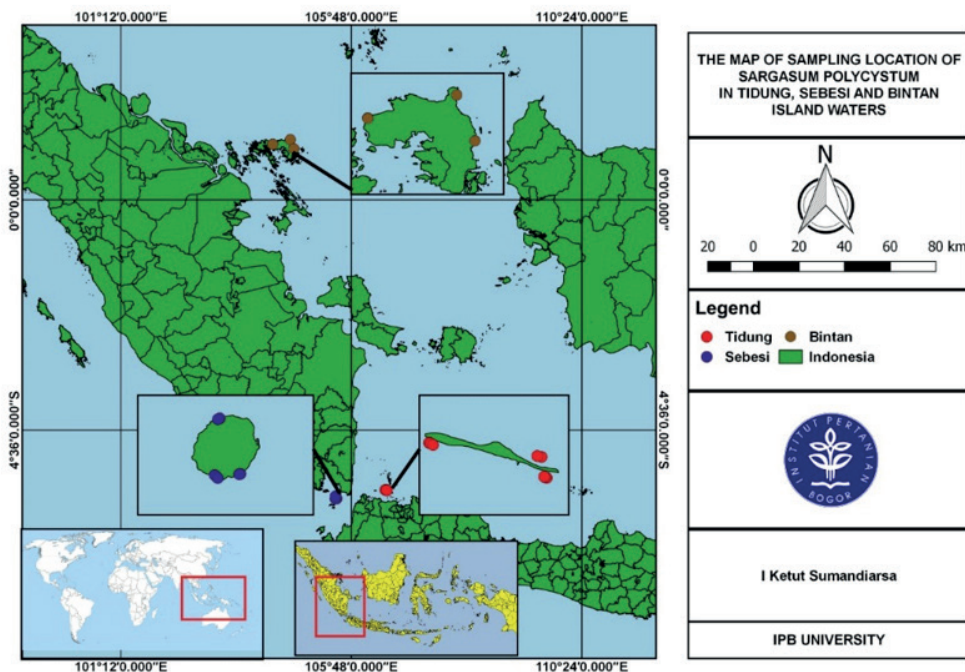 101°12'0.000"E
105°48'0.000"E
110°24'0.000"E
0°0'0.000"
0°0'0.000"
4°36'0.000"S
4°36'0.000"S
101°12'0.000"E
105°48'0.000"E
110°24'0.000"E
THE MAP OF SAMPLING LOCATION OF
SARGASUM POLYCYSTUM
IN TIDUNG, SEBESI AND BINTAN
ISLAND WATERS
N
20 0 20 40 60 80 km
Legend
Tidung Bintan
Sebesi Indonesia
INSTITUT PERTANIAN
BOGOR
I Ketut Sumandiarsa
IPB UNIVERSITY